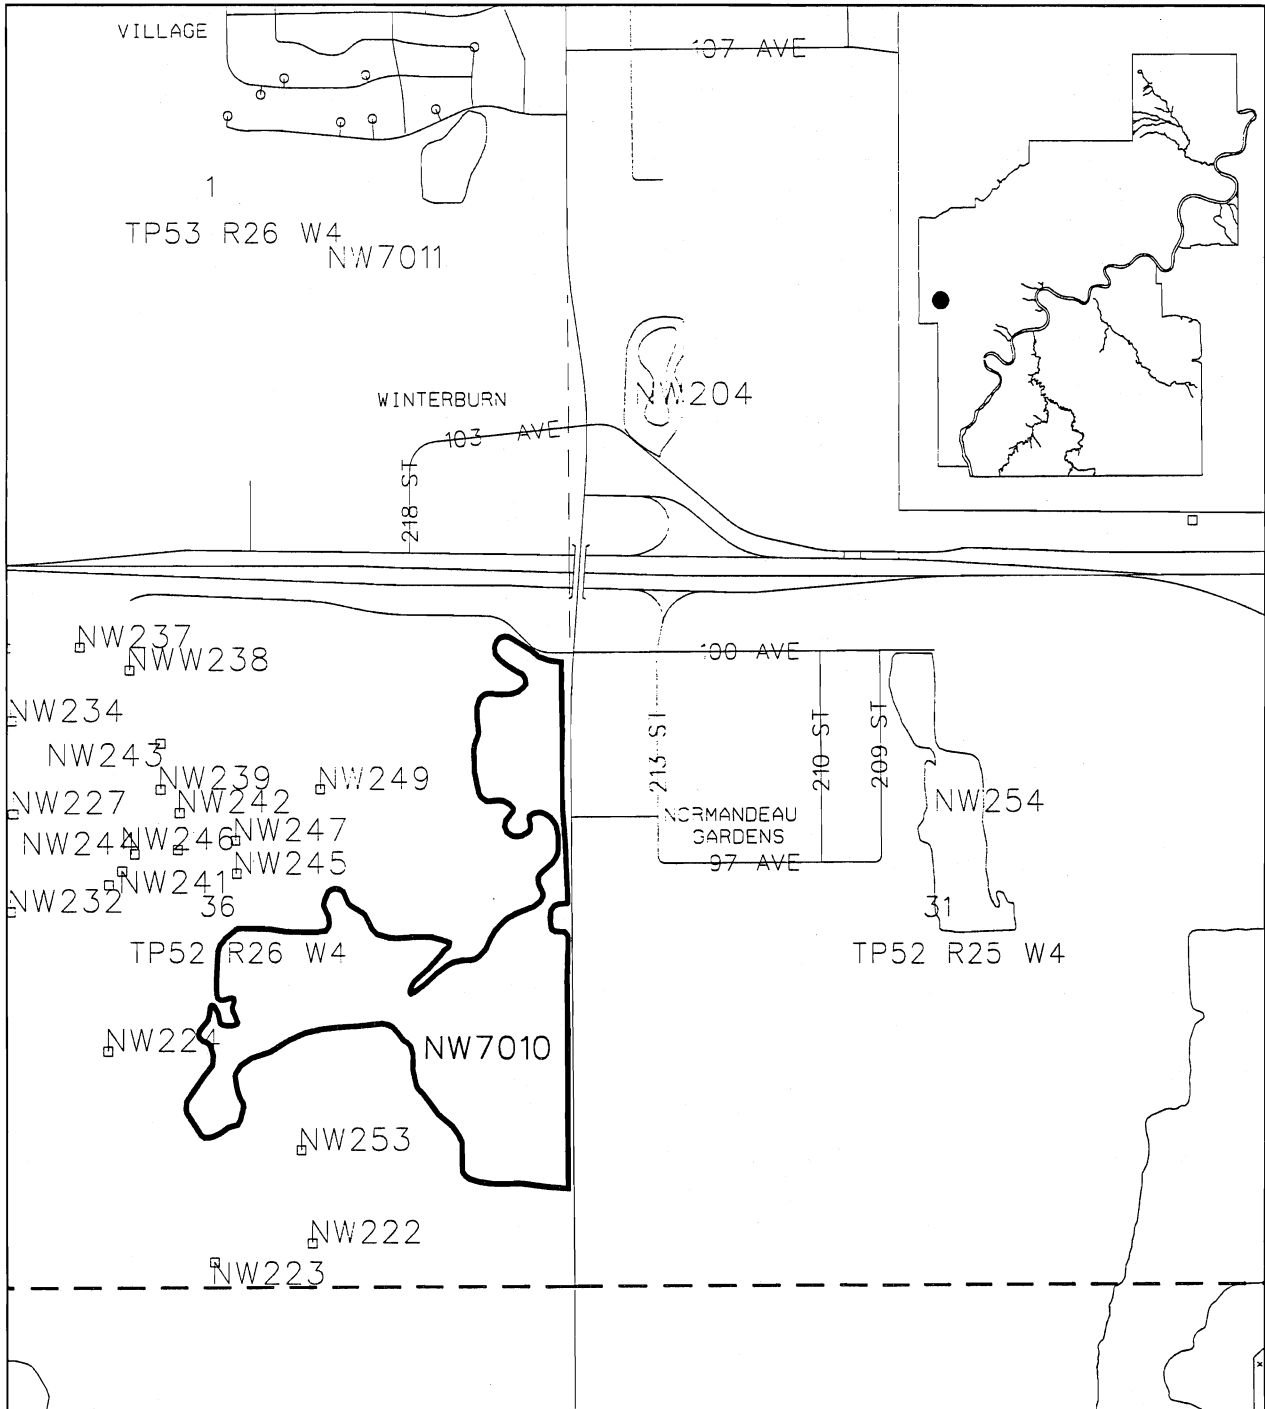 VILLAGE
107 AVE
1
TP53 R26 W4
NW7011
WINTERBURN
NW204
103 AVE
218 ST
NW237
NWW238
100 AVE
NW234
213 ST
210 ST
209 ST
NW243
NW239
NW249
NW227
NW242
NW254
NORMANDEAU
GARDENS
NW244
NW246
NW247
97 AVE
NW245
NW241
NW232
36
31
TP52 R26 W4
TP52 R25 W4
NW224
NW7010
NW253
NW222
NW223